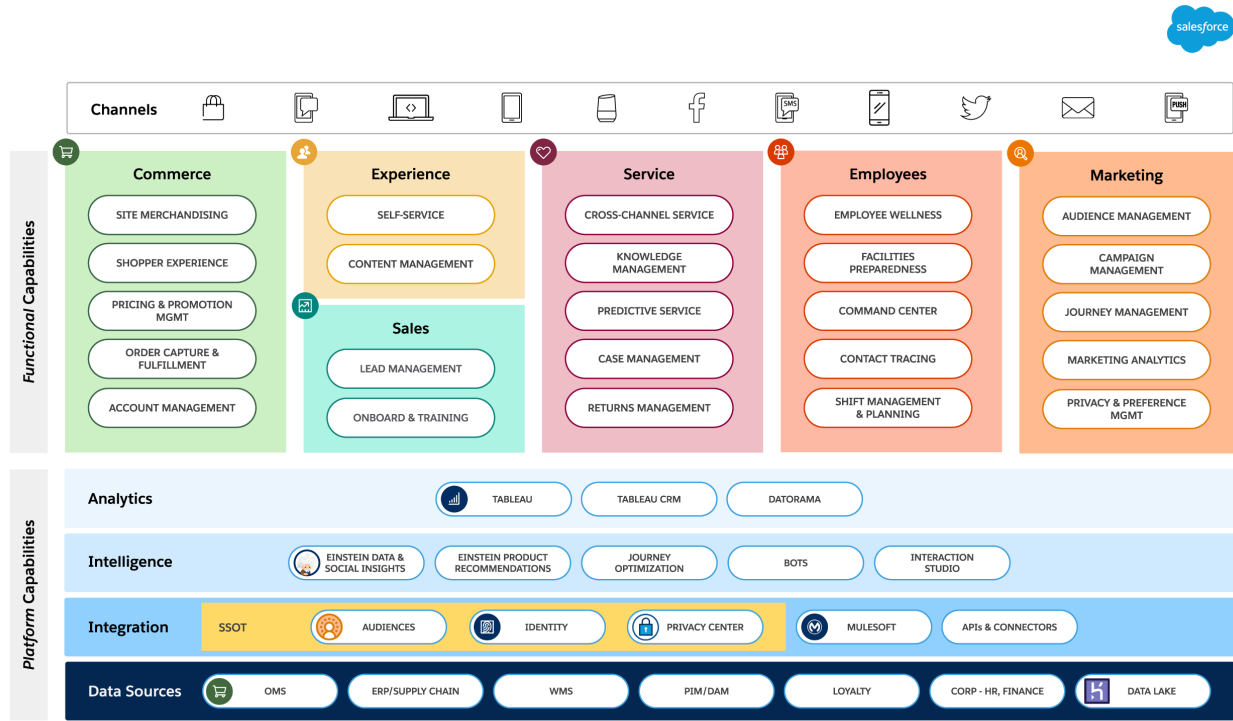 salesforce
Channels
SMS
PUSH
Functional Capabilities
Commerce
SITE MERCHANDISING
SHOPPER EXPERIENCE
PRICING & PROMOTION
MGMT
ORDER CAPTURE &
FULFILLMENT
ACCOUNT MANAGEMENT
Experience
SELF-SERVICE
CONTENT MANAGEMENT
Sales
LEAD MANAGEMENT
ONBOARD & TRAINING
Service
CROSS-CHANNEL SERVICE
KNOWLEDGE
MANAGEMENT
PREDICTIVE SERVICE
CASE MANAGEMENT
RETURNS MANAGEMENT
Employees
EMPLOYEE WELLNESS
FACILITIES
PREPAREDNESS
COMMAND CENTER
CONTACT TRACING
SHIFT MANAGEMENT
& PLANNING
Marketing
AUDIENCE MANAGEMENT
CAMPAIGN
MANAGEMENT
JOURNEY MANAGEMENT
MARKETING ANALYTICS
PRIVACY & PREFERENCE
MGMT
Platform Capabilities
Analytics
TABLEAU
TABLEAU CRM
DATORAMA
Intelligence
EINSTEIN DATA &
SOCIAL INSIGHTS
EINSTEIN PRODUCT
RECOMMENDATIONS
JOURNEY
OPTIMIZATION
BOTS
INTERACTION
STUDIO
Integration
SSOT
AUDIENCES
IDENTITY
PRIVACY CENTER
MULESOFT
APIs & CONNECTORS
Data Sources
OMS
ERP/SUPPLY CHAIN
WMS
PIM/DAM
LOYALTY
CORP - HR, FINANCE
DATA LAKE